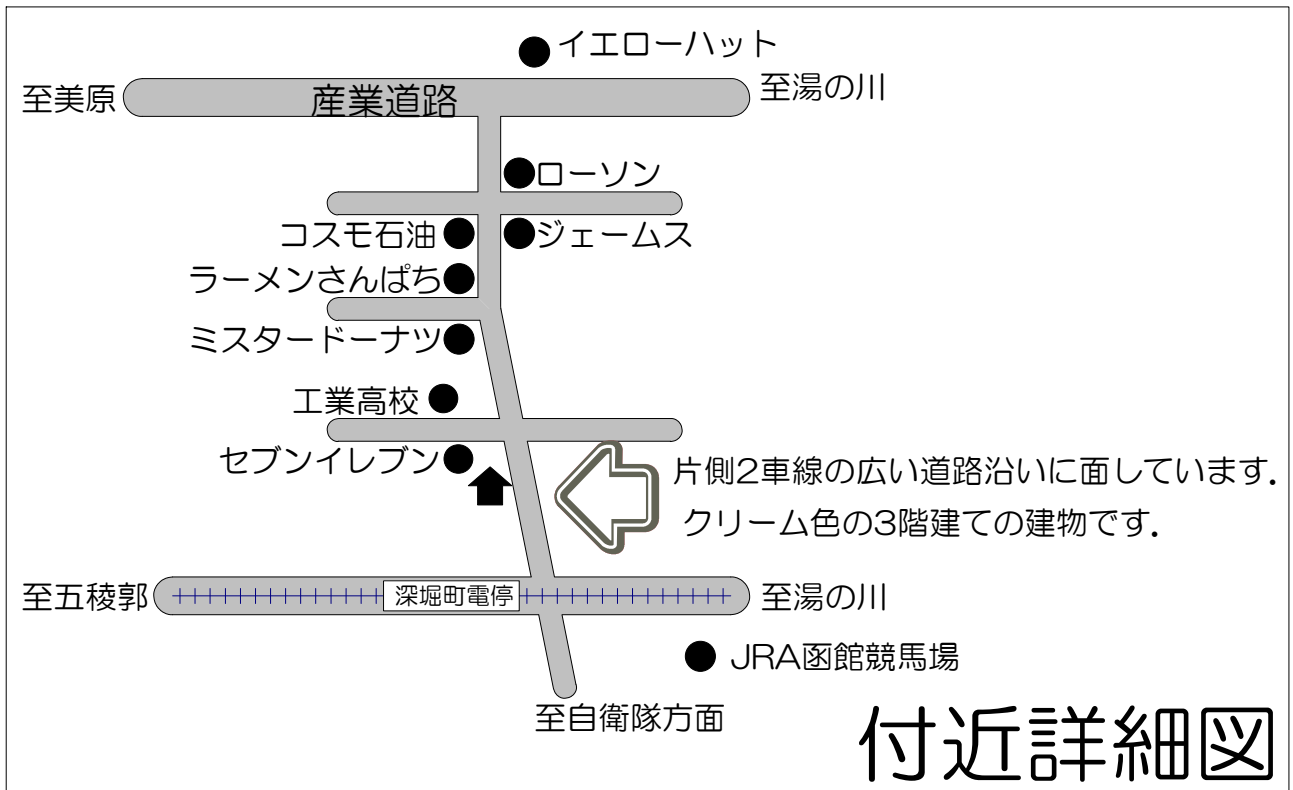 イエローハット
至美原
産業道路
至湯の川
ローソン
コスモ石油
ジェームス
ラーメンさんぱち
ミスタードーナツ
工業高校
セブンイレブン
片側2車線の広い道路沿いに面しています.
クリーム色の3階建ての建物です.
至五稜郭
深堀町電停
至湯の川
JRA函館競馬場
至自衛隊方面
付近詳細図